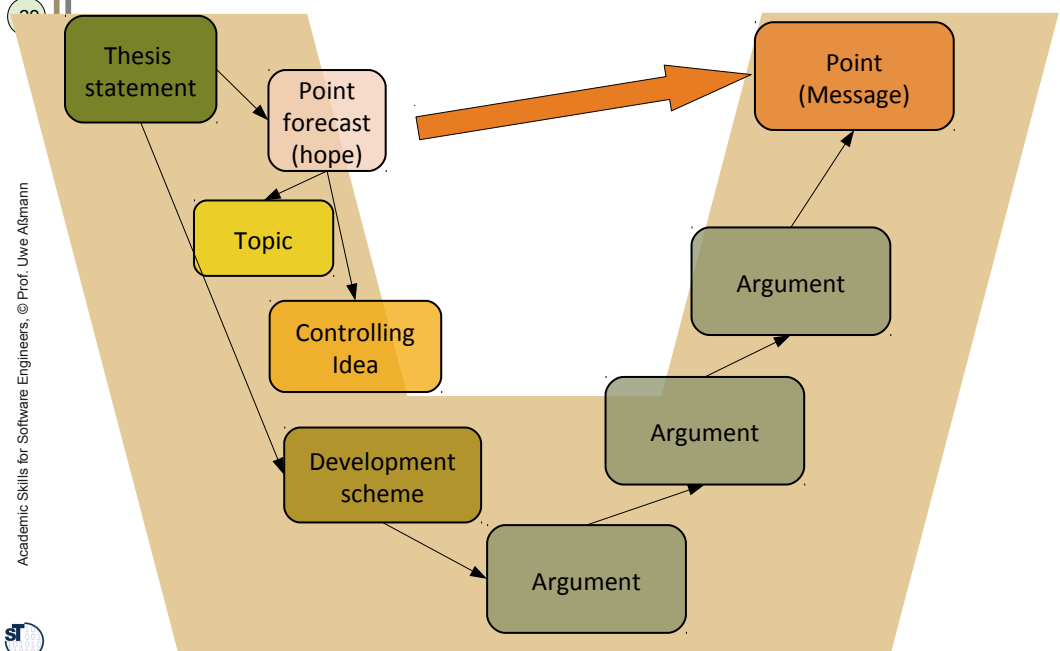 Thesis
statement
Point
forecast
(hope)
Topic
Controlling
Idea
Development
scheme
Argument
Argument
Argument
Point
(Message)
Academic Skills for Software Engineers, © Prof. Uwe Aßmann
ST